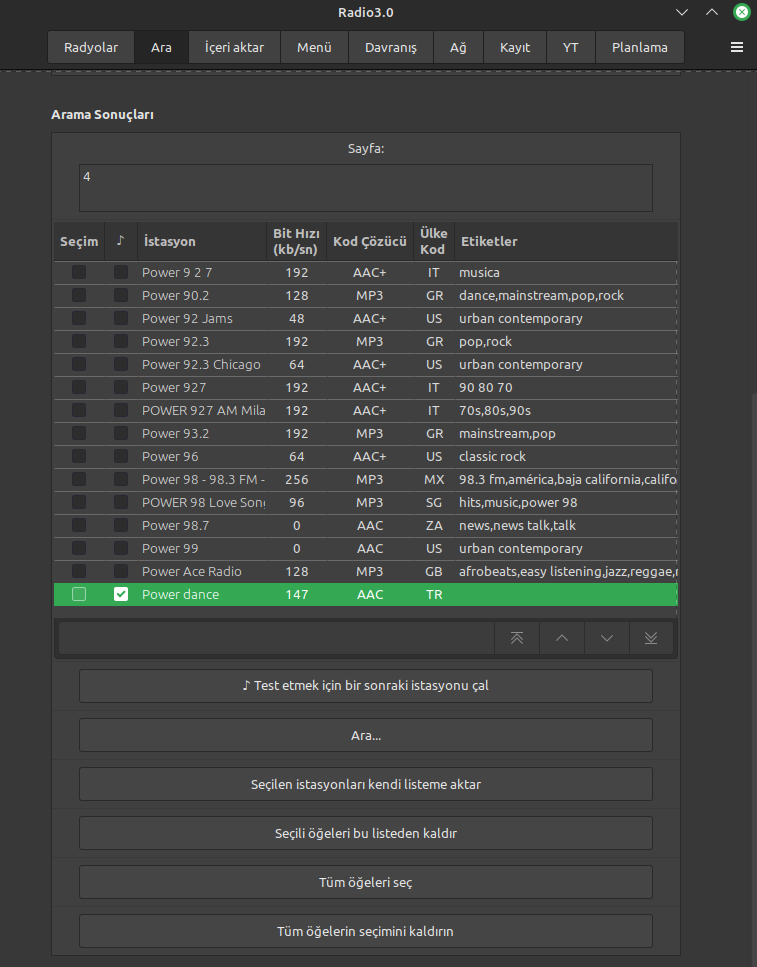 Radio3.0
Radyolar Ara İçeri aktar Menü Davranış Ağ Kayıt YT Planlama
Arama Sonuçları
Sayfa:
4
Seçim ♪ İstasyon Bit Hızı (kb/sn) Kod Çözücü Ülke Kod Etiketler
Power 9 2 7 192 AAC+ IT musica
Power 90.2 128 MP3 GR dance,mainstream,pop,rock
Power 92 Jams 48 AAC+ US urban contemporary
Power 92.3 192 MP3 GR pop,rock
Power 92.3 Chicago 64 AAC+ US urban contemporary
Power 927 192 AAC+ IT 90 80 70
POWER 927 AM Mila 192 AAC+ IT 70s,80s,90s
Power 93.2 192 MP3 GR mainstream,pop
Power 96 64 AAC+ US classic rock
Power 98 - 98.3 FM - 256 MP3 MX 98.3 fm,américa,baja california,califo
POWER 98 Love Song 96 MP3 SG hits,music,power 98
Power 98.7 0 AAC ZA news,news talk,talk
Power 99 0 AAC US urban contemporary
Power Ace Radio 128 MP3 GB afrobeats,easy listening,jazz,reggae,r
Power dance 147 AAC TR
♪ Test etmek için bir sonraki istasyonu çal
Ara...
Seçilen istasyonları kendi listeme aktar
Seçili öğeleri bu listeden kaldır
Tüm öğeleri seç
Tüm öğelerin seçimini kaldırın